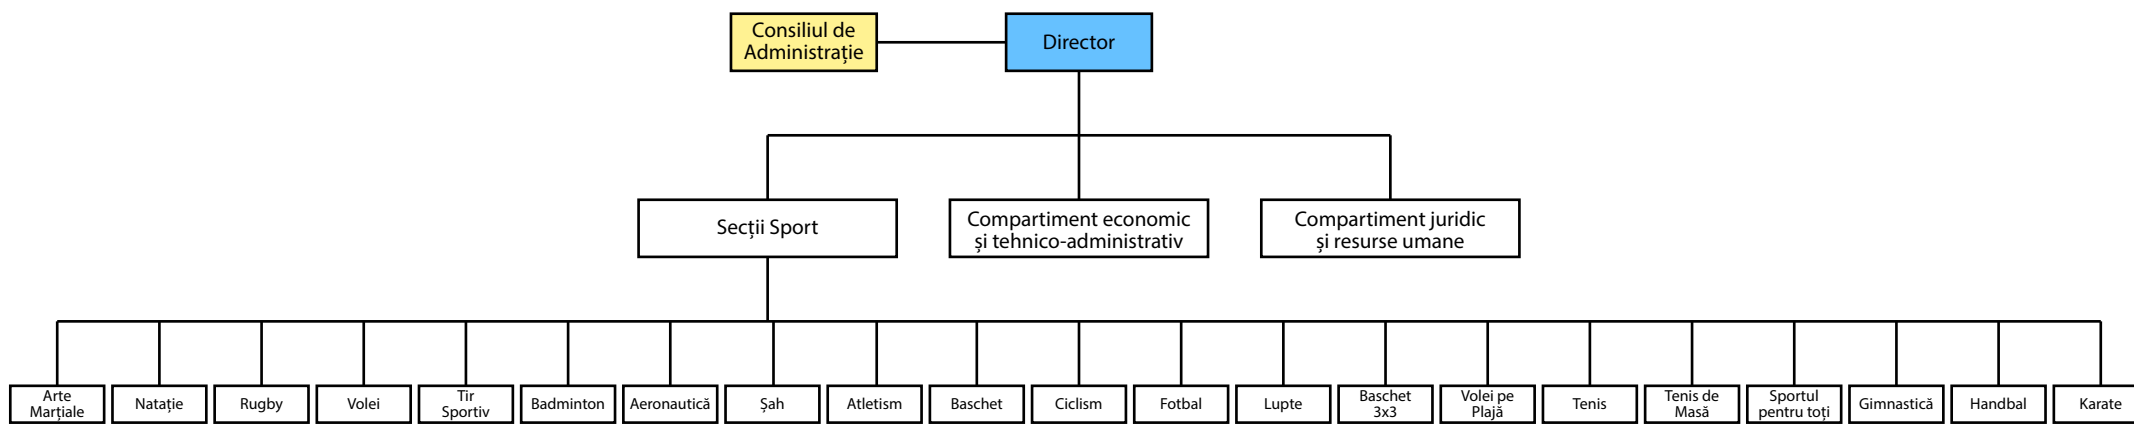 Consiliul de
Administrație
Director
Secții Sport
Compartiment economic
și tehnico-administrativ
Compartiment juridic
și resurse umane
Arte
Marțiale
Natație
Rugby
Volei
Tir
Sportiv
Badminton
Aeronautică
Șah
Atletism
Baschet
Ciclism
Fotbal
Lupte
Baschet
3x3
Volei pe
Plajă
Tenis
Tenis de
Masă
Sportul
pentru toți
Gimnastică
Handbal
Karate